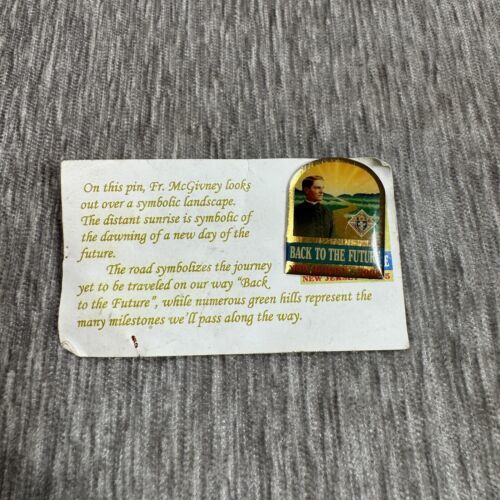 On this pin, Fr. McGivney looks
out over a symbolic landscape.
The distant sunrise is symbolic of
the dawning of a new day of the
future.
The road symbolizes the journey
yet to be traveled on our way "Back
to the Future", while numerous green hills represent the
many milestones we'll pass along the way.
BACK TO THE FUTURE
NEW JERSEY